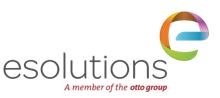 esolutions
A member of the otto group